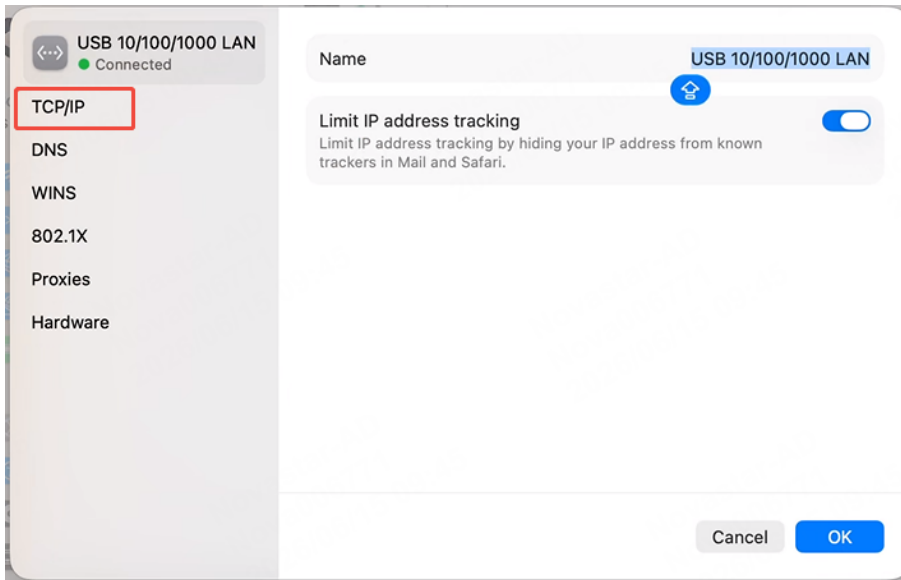 USB 10/100/1000 LAN
Connected
TCP/IP
DNS
WINS
802.1X
Proxies
Hardware
Name
USB 10/100/1000 LAN
Limit IP address tracking
Limit IP address tracking by hiding your IP address from known
trackers in Mail and Safari.
Cancel
OK